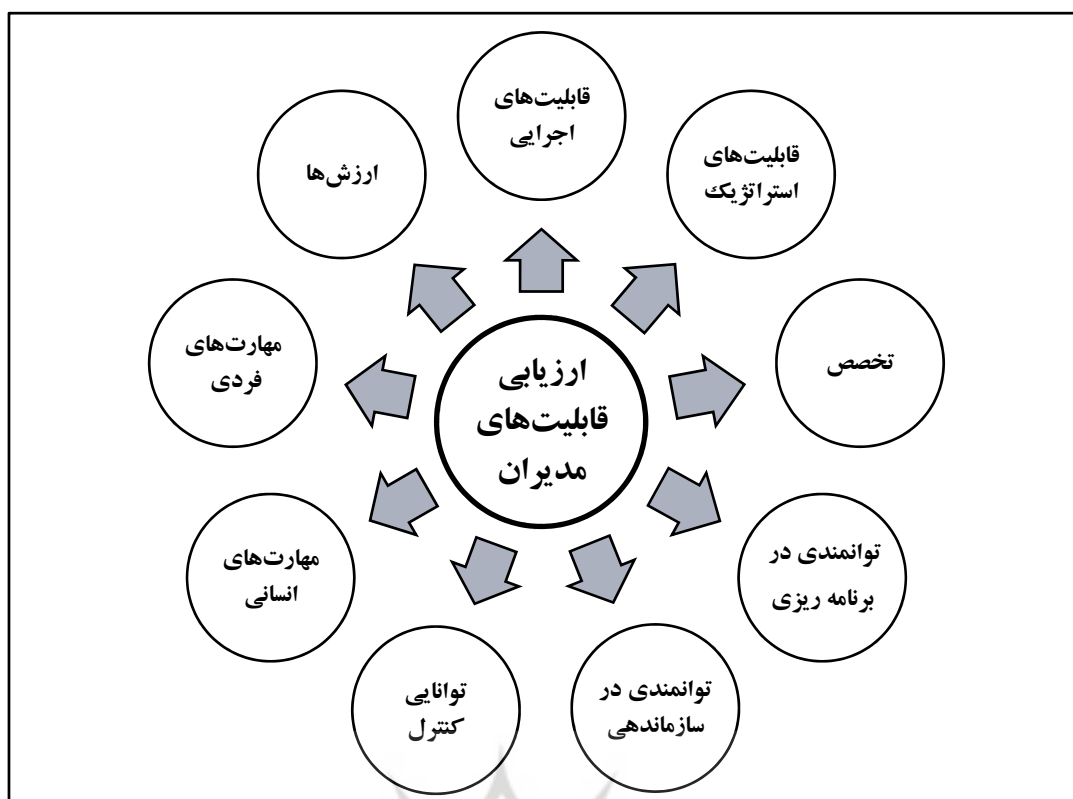 قابلیت‌های
اجرایی
قابلیت‌های
استراتژیک
تخصص
توانمندی در
برنامه ریزی
توانمندی در
سازماندهی
توانایی
کنترل
مهارت‌های
انسانی
مهارت‌های
فردی
ارزش‌ها
ارزیابی
قابلیت‌های
مدیران